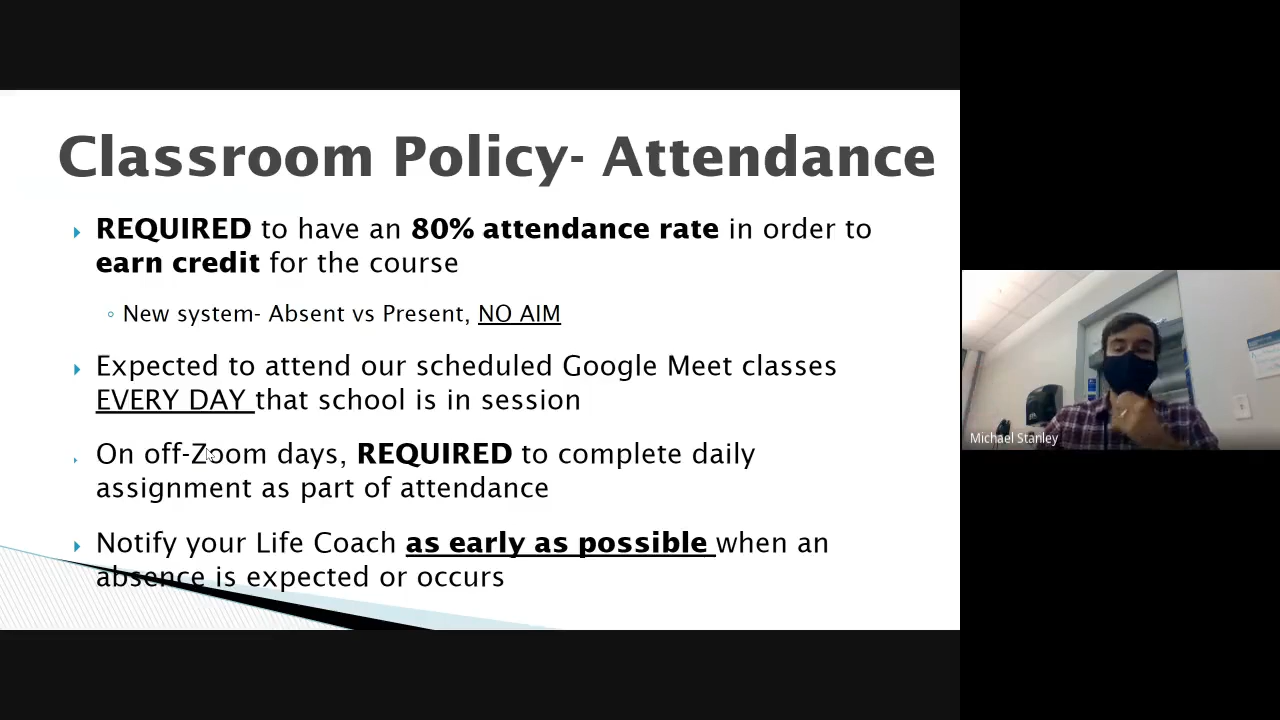 Classroom Policy- Attendance
REQUIRED to have an 80% attendance rate in order to
earn credit for the course
New system- Absent vs Present, NO AIM
Expected to attend our scheduled Google Meet classes
EVERY DAY that school is in session
On off-Zoom days, REQUIRED to complete daily
assignment as part of attendance
Notify your Life Coach as early as possible when an
absence is expected or occurs
Michael Stanley